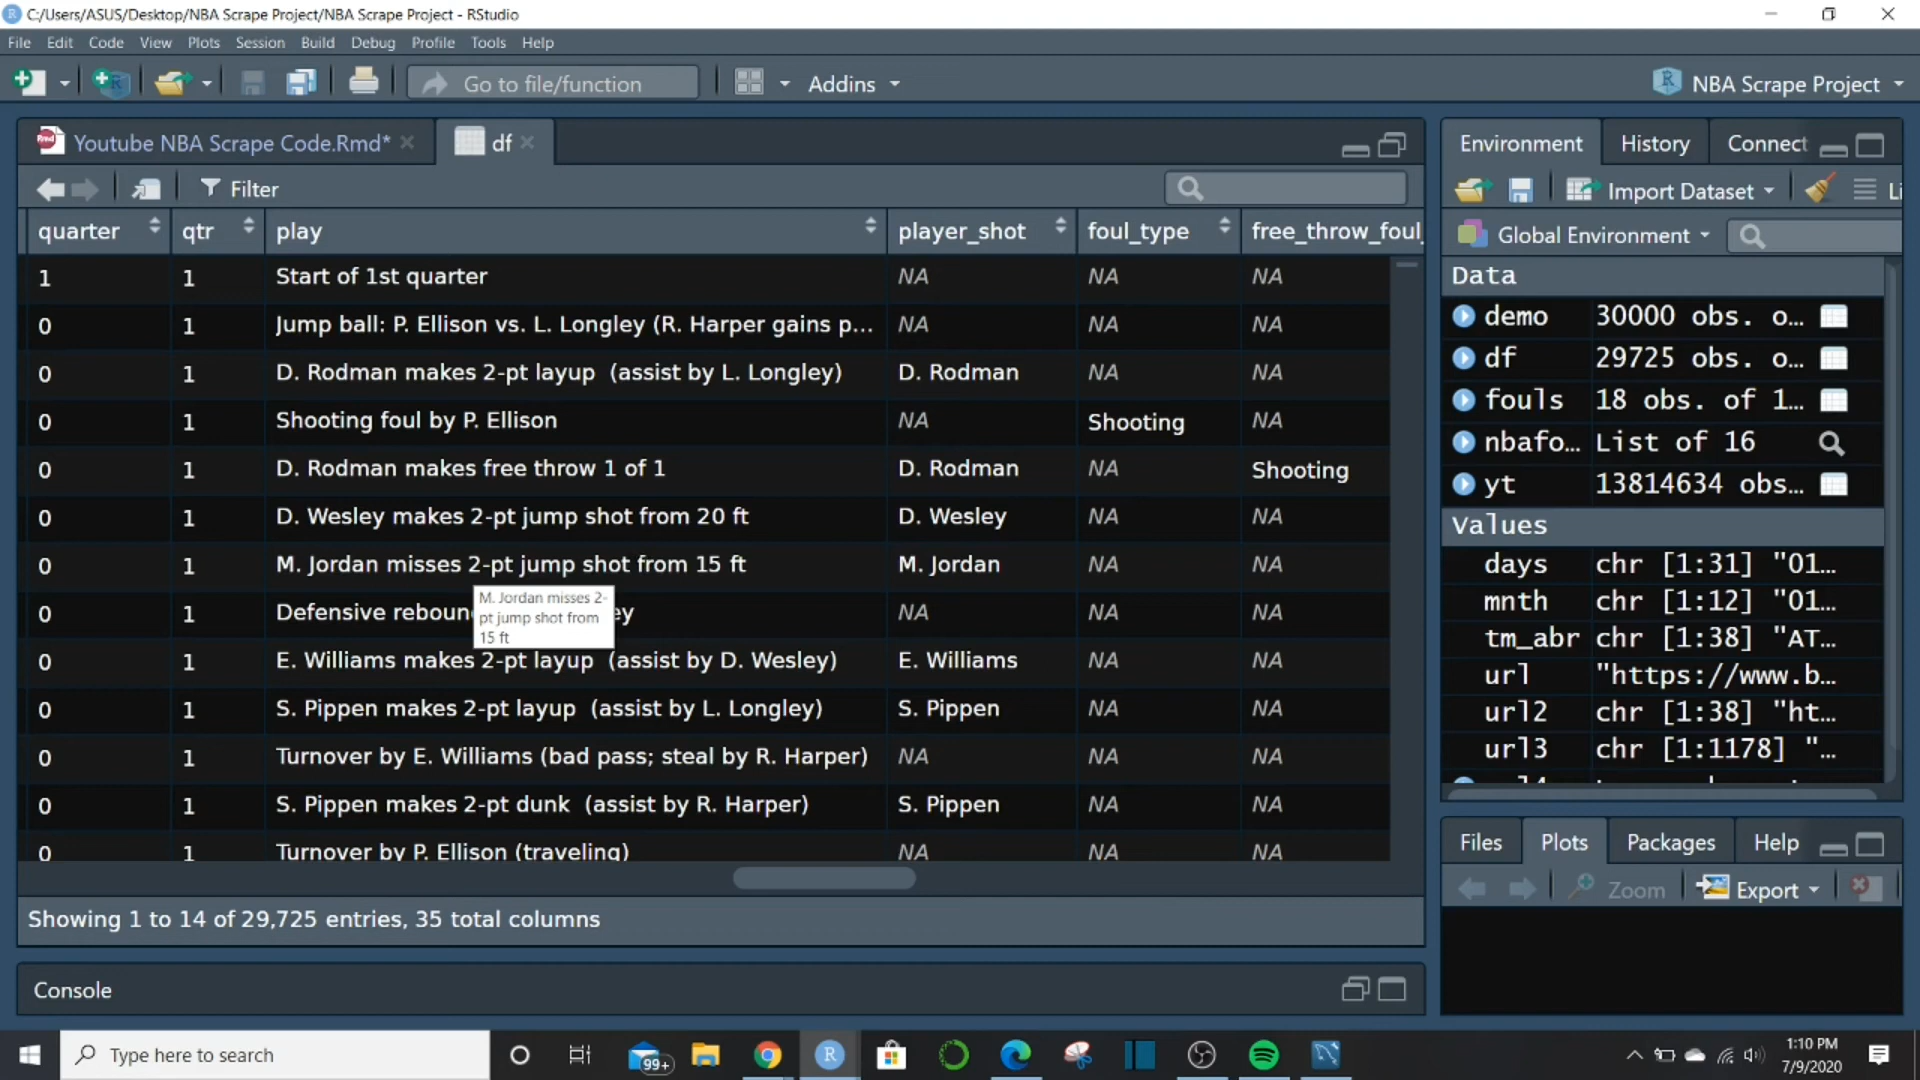 C:/Users/ASUS/Desktop/NBA Scrape Project/NBA Scrape Project - RStudio
File Edit Code View Plots Session Build Debug Profile Tools Help
Go to file/function Addins NBA Scrape Project
Youtube NBA Scrape Code.Rmd* df
Filter
quarter qtr play player_shot foul_type free_throw_foul_
1 1 Start of 1st quarter NA NA NA
0 1 Jump ball: P. Ellison vs. L. Longley (R. Harper gains p... NA NA NA
0 1 D. Rodman makes 2-pt layup (assist by L. Longley) D. Rodman NA NA
0 1 Shooting foul by P. Ellison NA Shooting NA
0 1 D. Rodman makes free throw 1 of 1 D. Rodman NA Shooting
0 1 D. Wesley makes 2-pt jump shot from 20 ft D. Wesley NA NA
0 1 M. Jordan misses 2-pt jump shot from 15 ft M. Jordan NA NA
M. Jordan misses 2-
pt jump shot from
15 ft
0 1 Defensive reboun ey NA NA NA
0 1 E. Williams makes 2-pt layup (assist by D. Wesley) E. Williams NA NA
0 1 S. Pippen makes 2-pt layup (assist by L. Longley) S. Pippen NA NA
0 1 Turnover by E. Williams (bad pass; steal by R. Harper) NA NA NA
0 1 S. Pippen makes 2-pt dunk (assist by R. Harper) S. Pippen NA NA
0 1 Turnover by P. Ellison (traveling) NA NA NA
Showing 1 to 14 of 29,725 entries, 35 total columns
Console
Environment History Connect
Import Dataset Li
Global Environment
Data
demo 30000 obs. o...
df 29725 obs. o...
fouls 18 obs. of 1...
nbafo... List of 16
yt 13814634 obs...
Values
days chr [1:31] "01...
mnth chr [1:12] "01...
tm_abr chr [1:38] "AT...
url "https://www.b...
url2 chr [1:38] "ht...
url3 chr [1:1178] "...
Files Plots Packages Help
Zoom Export
Type here to search
99+
1:10 PM
7/9/2020